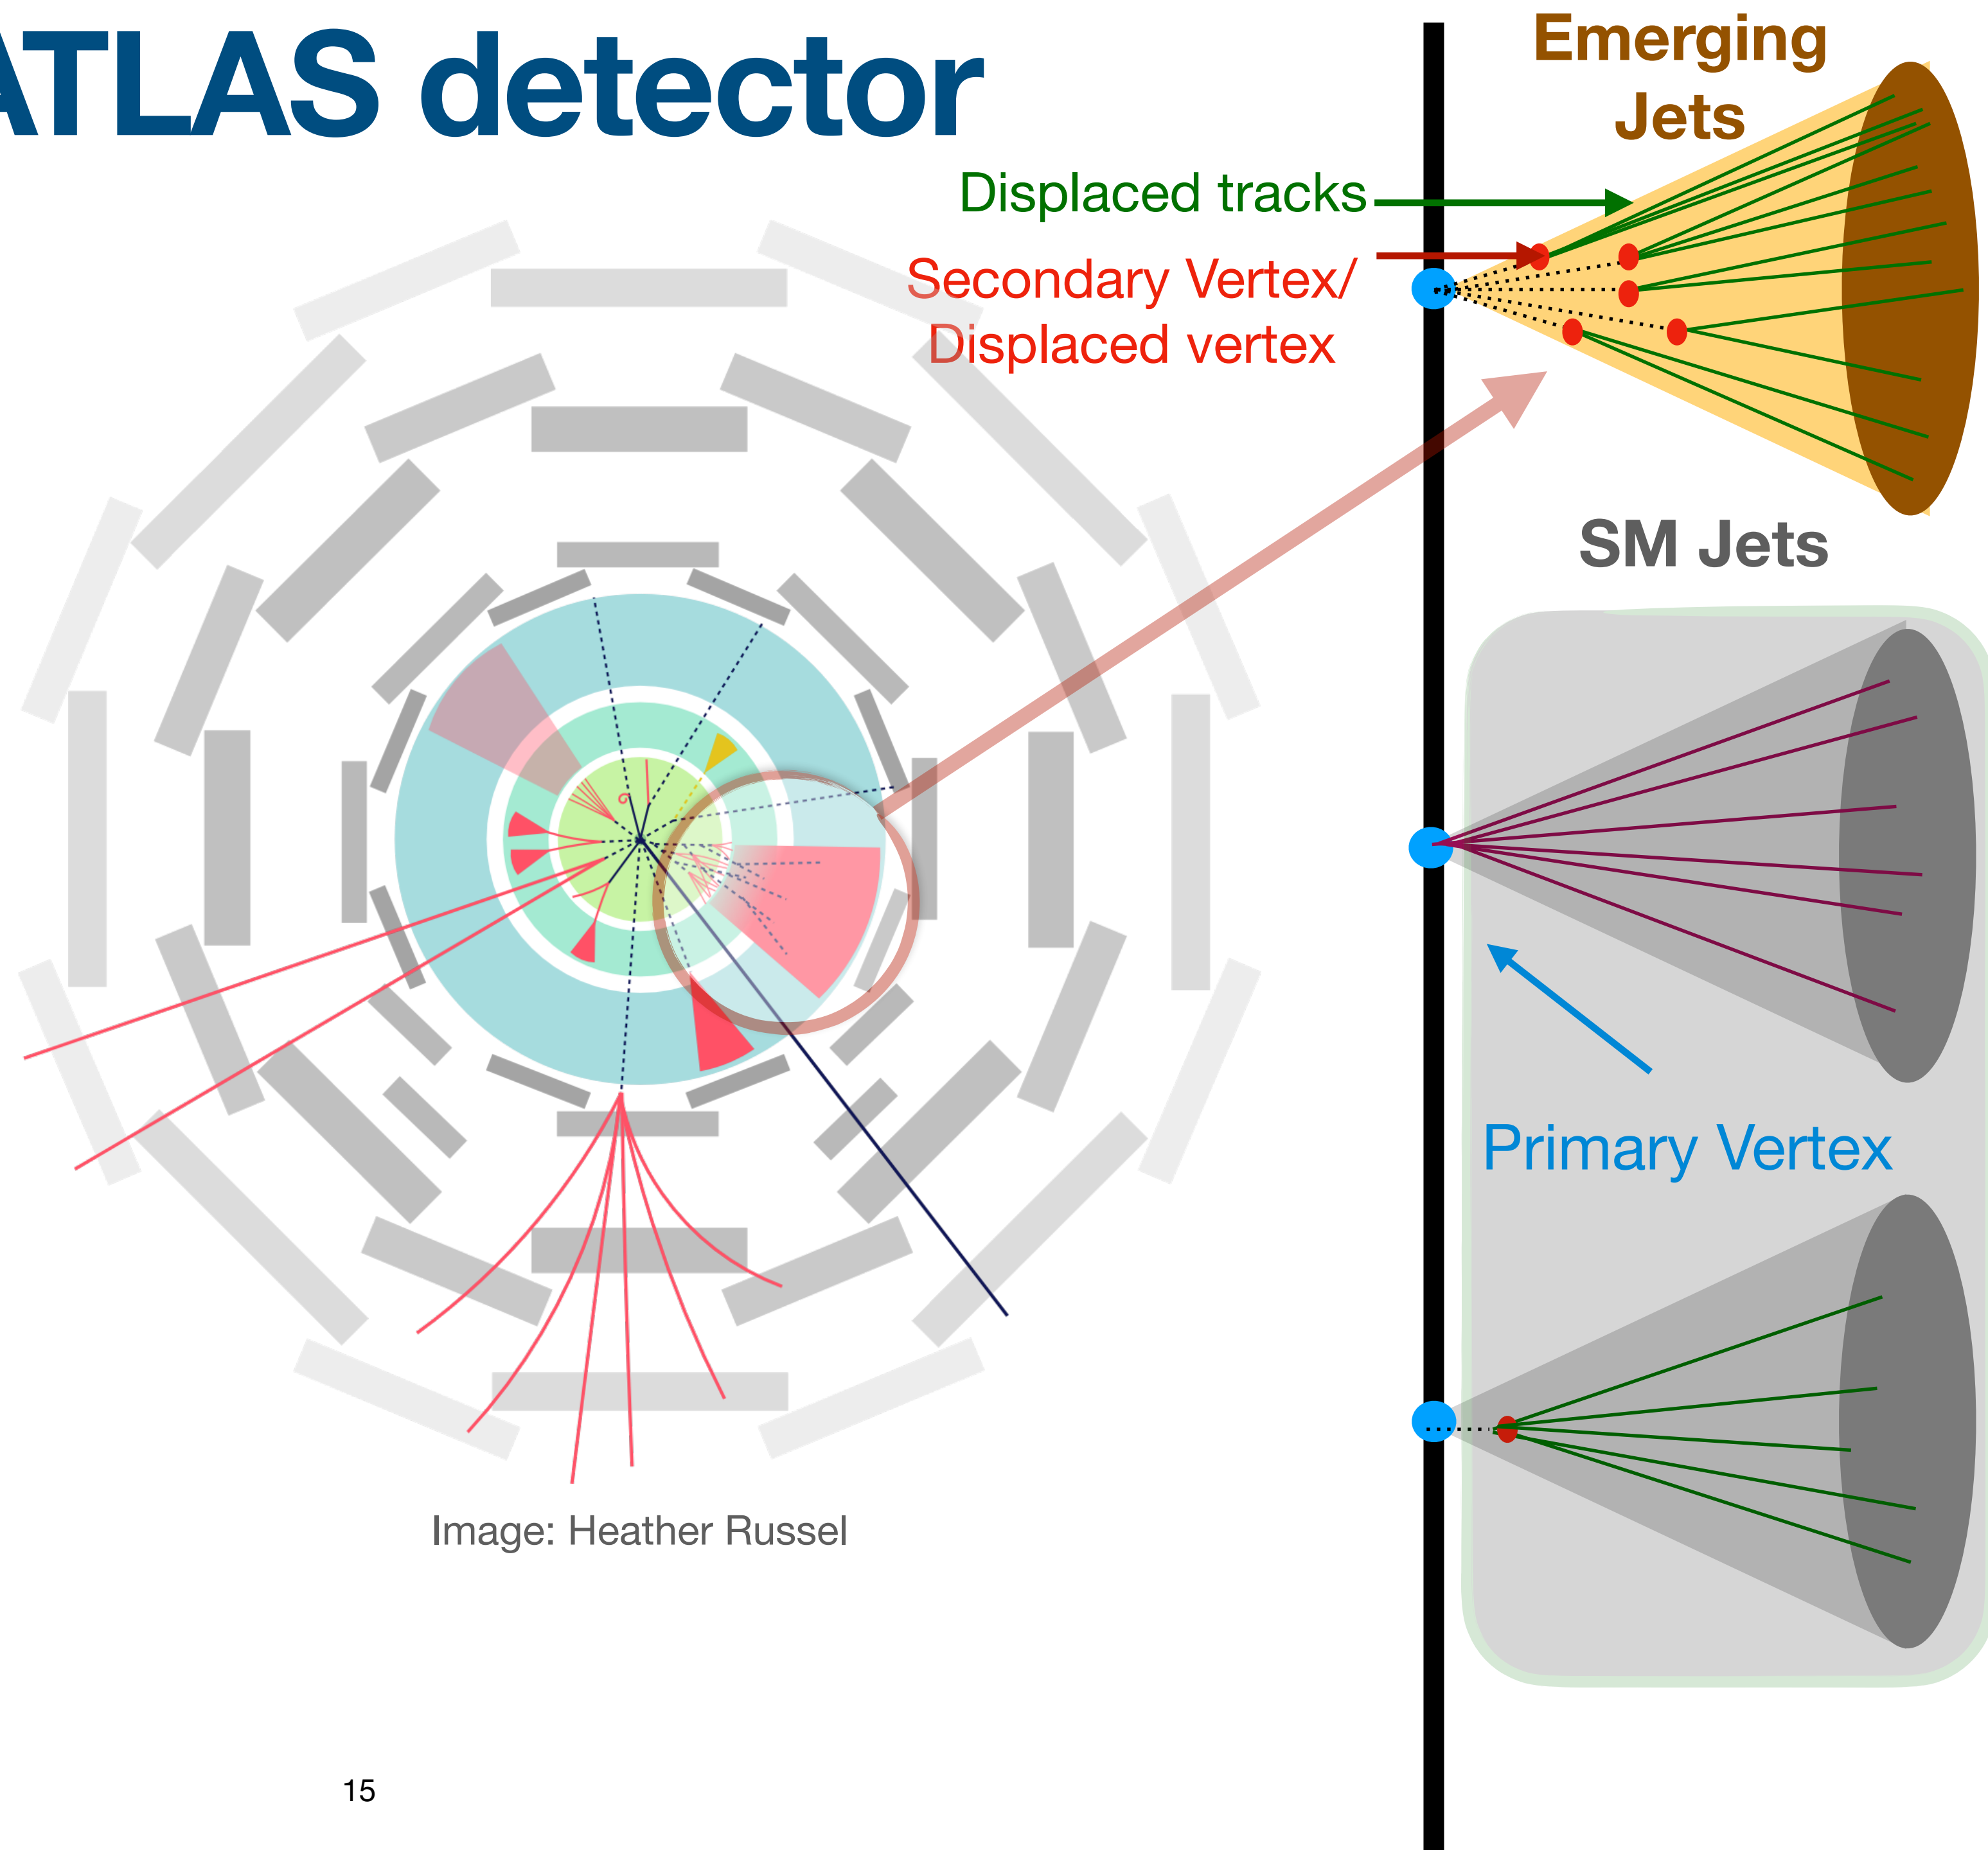 ATLAS detector
Emerging
Jets
Displaced tracks
Secondary Vertex/
Displaced vertex
SM Jets
Primary Vertex
Image: Heather Russel
15